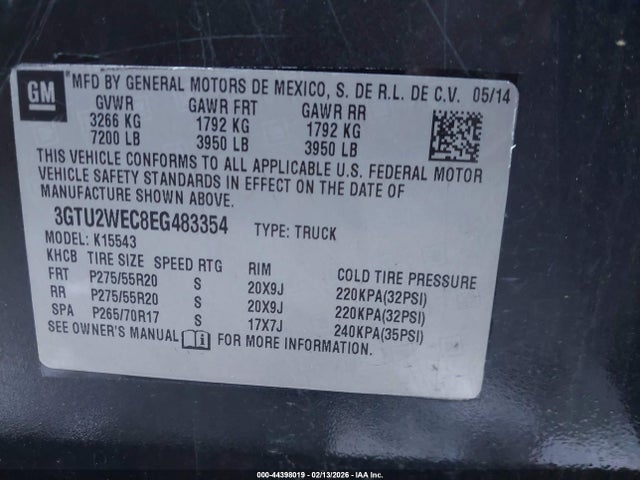 GM
*MFD BY GENERAL MOTORS DE MEXICO, S. DE R.L. DE C.V. 05/14
GVWR GAWR FRT GAWR RR
3266 KG 1792 KG 1792 KG
7200 LB 3950 LB 3950 LB
THIS VEHICLE CONFORMS TO ALL APPLICABLE U.S. FEDERAL MOTOR
VEHICLE SAFETY STANDARDS IN EFFECT ON THE DATE OF
MANUFACTURE SHOWN ABOVE.
3GTU2WEC8EG483354 TYPE: TRUCK
MODEL: K15543
KHCB TIRE SIZE SPEED RTG RIM COLD TIRE PRESSURE
FRT P275/55R20 S 20X9J 220KPA(32PSI)
RR P275/55R20 S 20X9J 220KPA(32PSI)
SPA P265/70R17 S 17X7J 240KPA(35PSI)
SEE OWNER'S MANUAL FOR MORE INFORMATION.
000-44398019 - 02/13/2026 - IAA Inc.